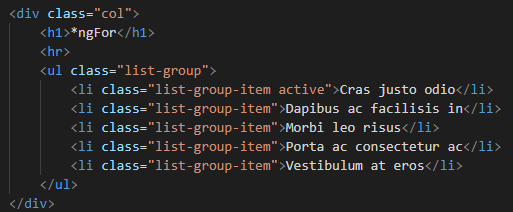 <div class="col">
    <h1>*ngFor</h1>
    <hr>
    <ul class="list-group">
        <li class="list-group-item active">Cras justo odio</li>
        <li class="list-group-item">Dapibus ac facilisis in</li>
        <li class="list-group-item">Morbi leo risus</li>
        <li class="list-group-item">Porta ac consectetur ac</li>
        <li class="list-group-item">Vestibulum at eros</li>
    </ul>
</div>